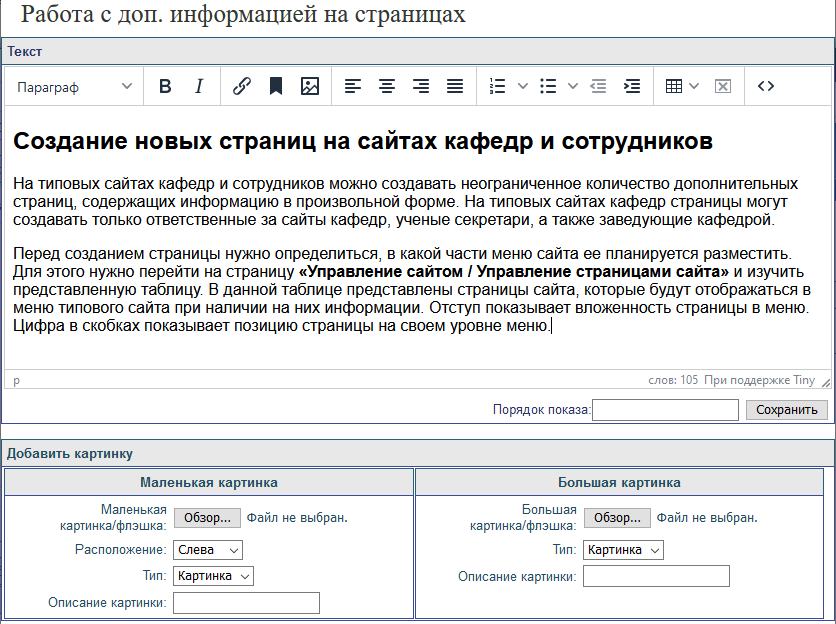 Работа с доп. информацией на страницах
Текст
Параграф B I
Создание новых страниц на сайтах кафедр и сотрудников
На типовых сайтах кафедр и сотрудников можно создавать неограниченное количество дополнительных
страниц, содержащих информацию в произвольной форме. На типовых сайтах кафедр страницы могут
создавать только ответственные за сайты кафедр, ученые секретари, а также заведующие кафедрой.
Перед созданием страницы нужно определиться, в какой части меню сайта ее планируется разместить.
Для этого нужно перейти на страницу «Управление сайтом / Управление страницами сайта» и изучить
представленную таблицу. В данной таблице представлены страницы сайта, которые будут отображаться в
меню типового сайта при наличии на них информации. Отступ показывает вложенность страницы в меню.
Цифра в скобках показывает позицию страницы на своем уровне меню.
p слов: 105 При поддержке Tiny
Порядок показа: Сохранить
Добавить картинку
Маленькая картинка
Маленькая
картинка/флэшка: Обзор... Файл не выбран.
Расположение: Слева
Тип: Картинка
Описание картинки:
Большая картинка
Большая
картинка/флэшка: Обзор... Файл не выбран.
Тип: Картинка
Описание картинки: